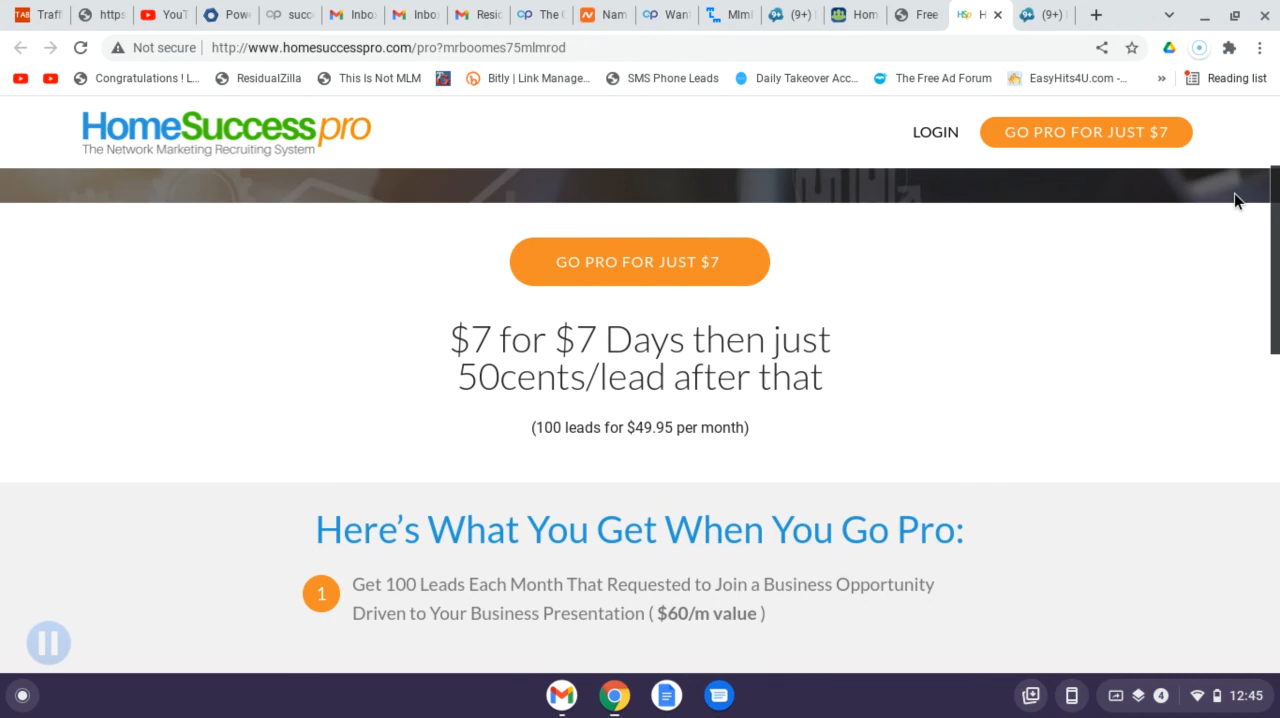 Traff
https
YouT
Powe
succ
Inbo
Inbo
Resid
The C
Nam
Wan
Mlmi
(9+)
Hom
Free
H
(9+)
Not secure
http://www.homesuccesspro.com/pro?mrboomes75mlmrod
Congratulations ! L...
ResidualZilla
This Is Not MLM
Bitly | Link Manage...
SMS Phone Leads
Daily Takeover Acc...
The Free Ad Forum
EasyHits4U.com -...
»
Reading list
HomeSuccess pro
The Network Marketing Recruiting System
LOGIN
GO PRO FOR JUST $7
GO PRO FOR JUST $7
$7 for $7 Days then just
50cents/lead after that
(100 leads for $49.95 per month)
Here's What You Get When You Go Pro:
1
Get 100 Leads Each Month That Requested to Join a Business Opportunity
Driven to Your Business Presentation ( $60/m value )
4
12:45